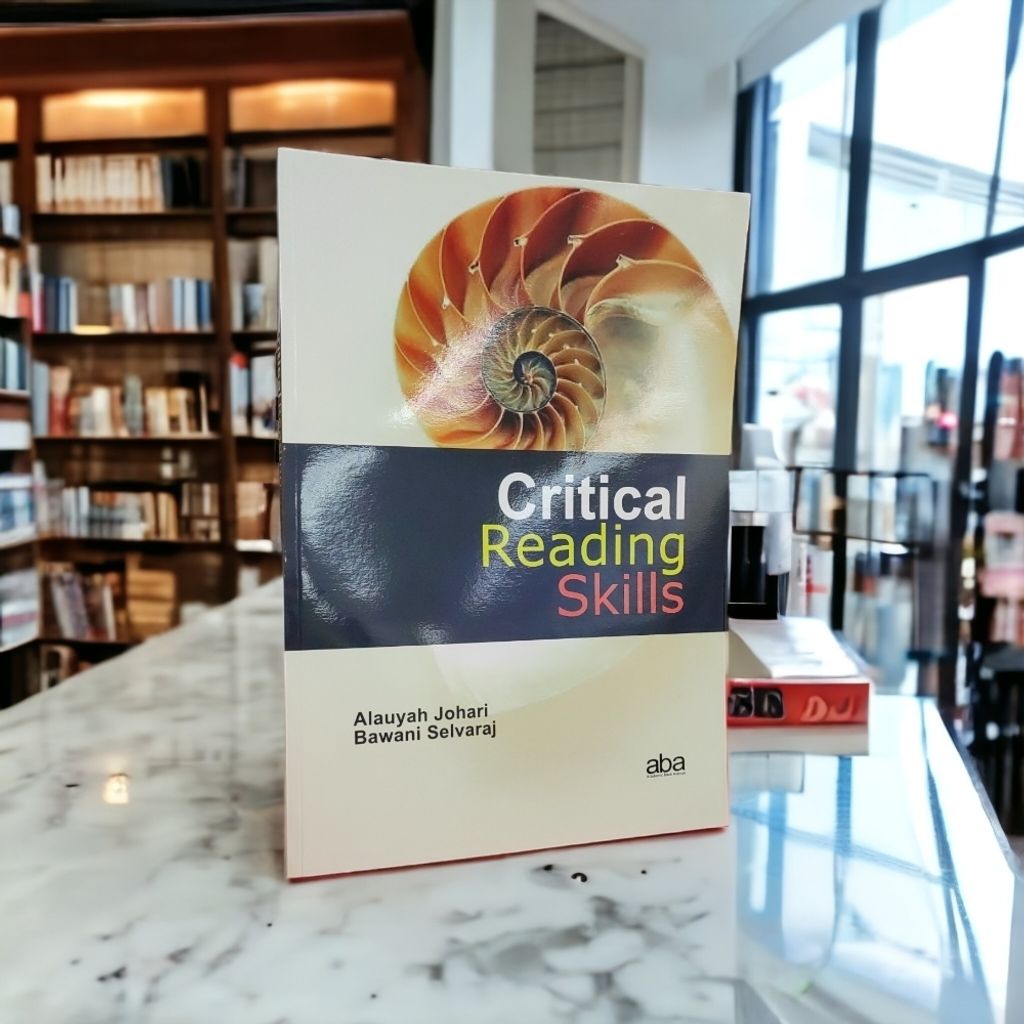 Critical
Reading
Skills
Alauyah Johari
Bawani Selvaraj
aba